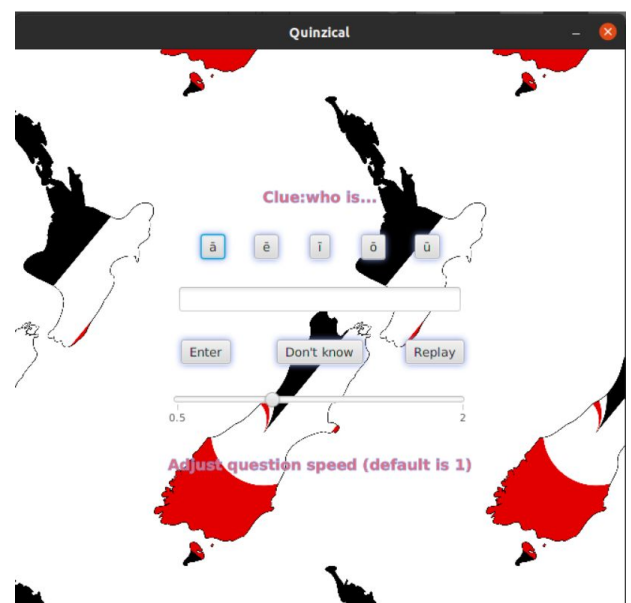 Quinzical
Clue:who is...
ā ē ī ō ū
Enter Don't know Replay
0.5 2
Adjust question speed (default is 1)